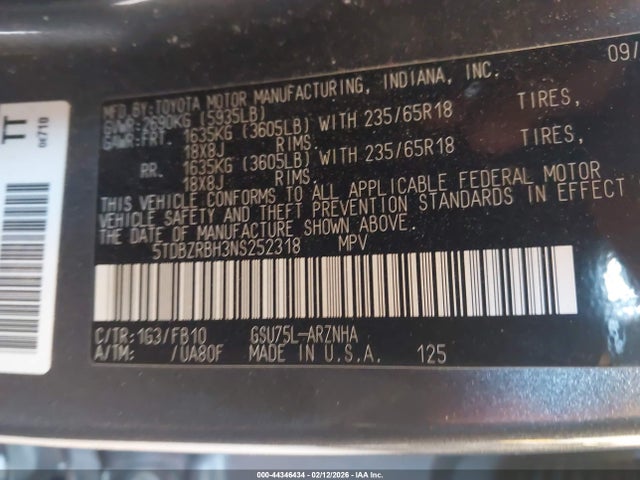 09/
MFD.BY:TOYOTA MOTOR MANUFACTURING, INDIANA, INC.
GVWR:2690KG (5935LB)
GAWR:FRT. 1635KG (3605LB) WITH 235/65R18 TIRES,
18X8J RIMS.
RR. 1635KG (3605LB) WITH 235/65R18 TIRES,
18X8J RIMS.
THIS VEHICLE CONFORMS TO ALL APPLICABLE FEDERAL MOTOR
VEHICLE SAFETY AND THEFT PREVENTION STANDARDS IN EFFECT
DATE OF MANUFACTURE SHOWN ABOVE.
5TDBZRBH3NS252318 MPV
C/TR:1G3/FB10 GSU75L-ARZNHA
A/TM: /UA80F MADE IN U.S.A. 125
TT
000-44346434 - 02/12/2026 - IAA Inc.